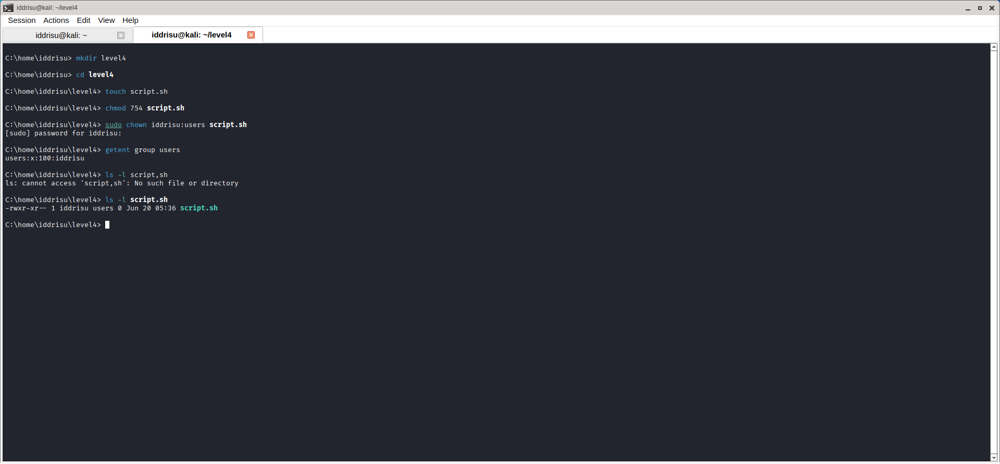 iddrisu@kali: ~/level4
Session Actions Edit View Help
iddrisu@kali: ~ iddrisu@kali: ~/level4
C:\home\iddrisu> mkdir level4
C:\home\iddrisu> cd level4
C:\home\iddrisu\level4> touch script.sh
C:\home\iddrisu\level4> chmod 754 script.sh
C:\home\iddrisu\level4> sudo chown iddrisu:users script.sh
[sudo] password for iddrisu:
C:\home\iddrisu\level4> getent group users
users:x:100:iddrisu
C:\home\iddrisu\level4> ls -l script,sh
ls: cannot access 'script,sh': No such file or directory
C:\home\iddrisu\level4> ls -l script.sh
-rwxr-xr-- 1 iddrisu users 0 Jun 20 05:36 script.sh
C:\home\iddrisu\level4>